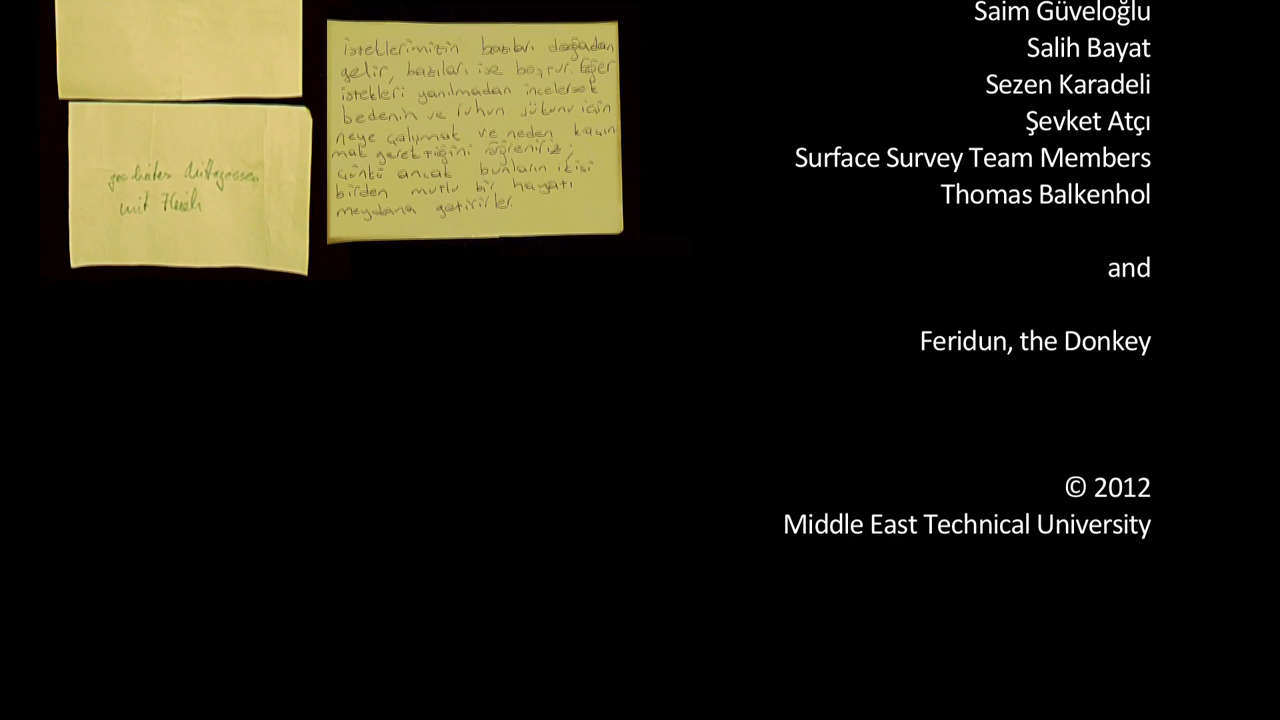 isteklerimizin bazıları doğadan
gelir, bazıları ise boştur. Eğer
istekleri yanılmadan incelersek
bedenin ve ruhun için
neye çalışmak ve neden kaçın
mak gerektiğini öğreniriz;
çünkü ancak bunların ikisi
birden mutlu bir hayatı
meydana getirirler.
Mittagessen
mit
Saim Güveloğlu
Salih Bayat
Sezen Karadeli
Şevket Atçı
Surface Survey Team Members
Thomas Balkenhol
and
Feridun, the Donkey
© 2012
Middle East Technical University